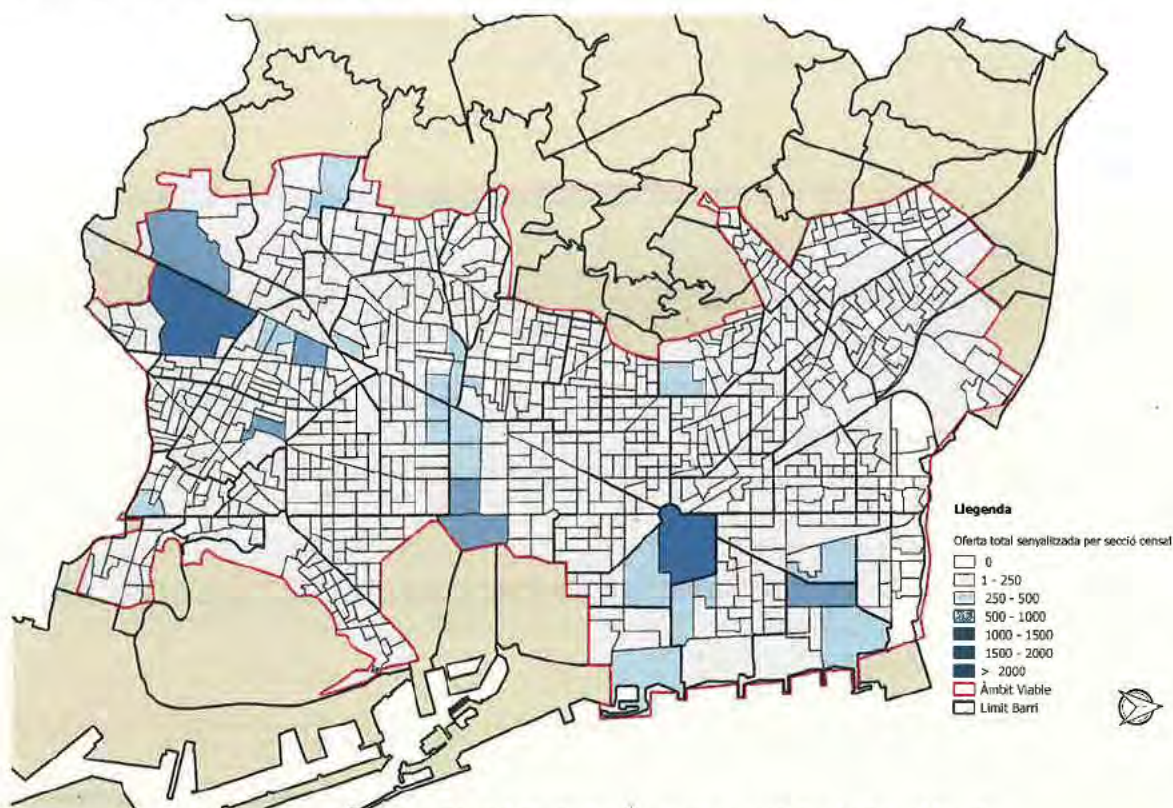 Llegenda
Oferta total senyalitzada per secció censal
0
1 - 250
250 - 500
500 - 1000
1000 - 1500
1500 - 2000
> 2000
Àmbit Viable
Límit Barri